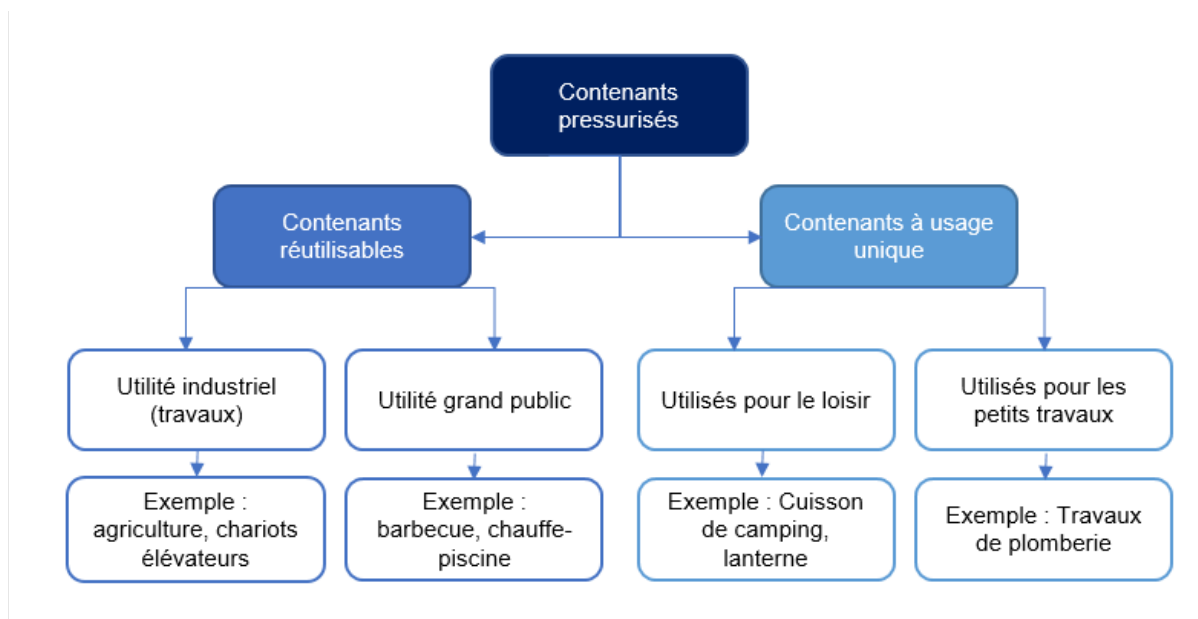 Contenants
pressurisés
Contenants
réutilisables
Contenants à usage
unique
Utilité industriel
(travaux)
Utilité grand public
Utilisés pour le loisir
Utilisés pour les
petits travaux
Exemple :
agriculture, chariots
élévateurs
Exemple :
barbecue, chauffe-
piscine
Exemple : Cuisson
de camping,
lanterne
Exemple : Travaux
de plomberie